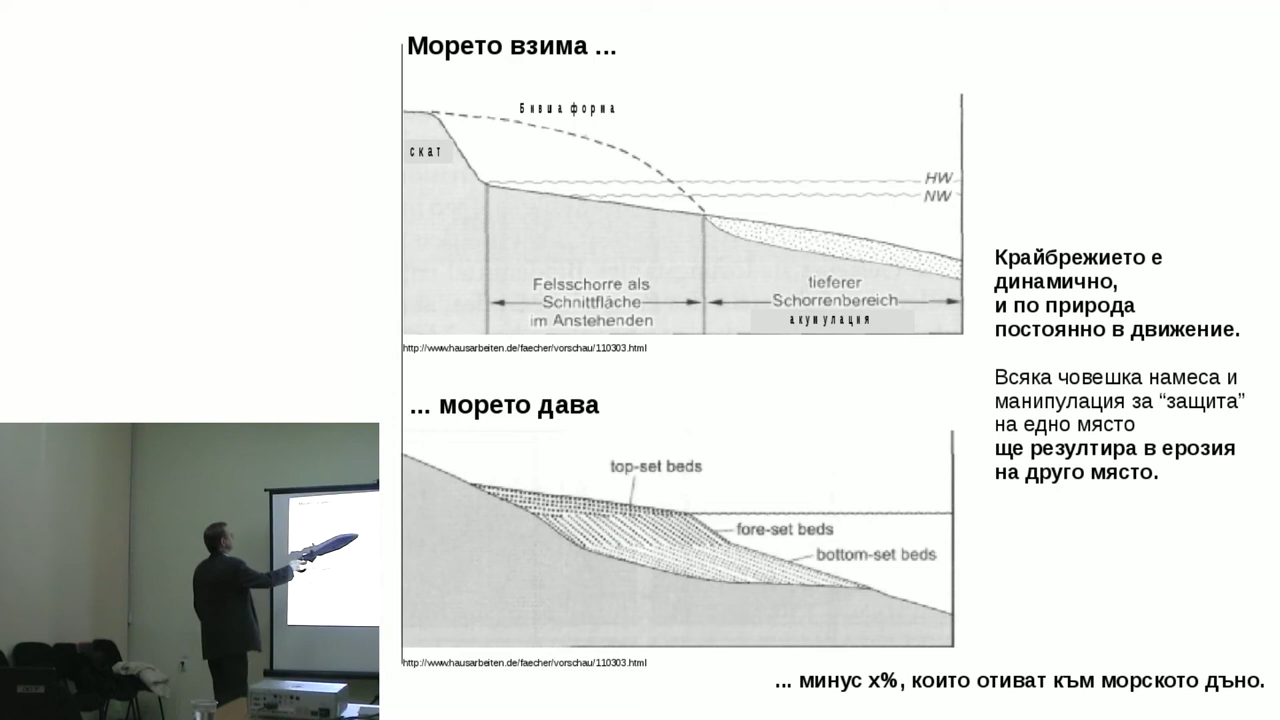 Морето взима ...
Бивша форма
скат
HW
NW
Felsschorre als
Schnittfläche
im Anstehenden
tieferer
Schorrenbereich
акумулация
http://www.hausarbeiten.de/faecher/vorschau/110303.html
... морето дава
top-set beds
fore-set beds
bottom-set beds
http://www.hausarbeiten.de/faecher/vorschau/110303.html
Крайбрежието е
динамично,
и по природа
постоянно в движение.
Всяка човешка намеса и
манипулация за “защита”
на едно място
ще резултира в ерозия
на друго място.
... минус x%, които отиват към морското дъно.